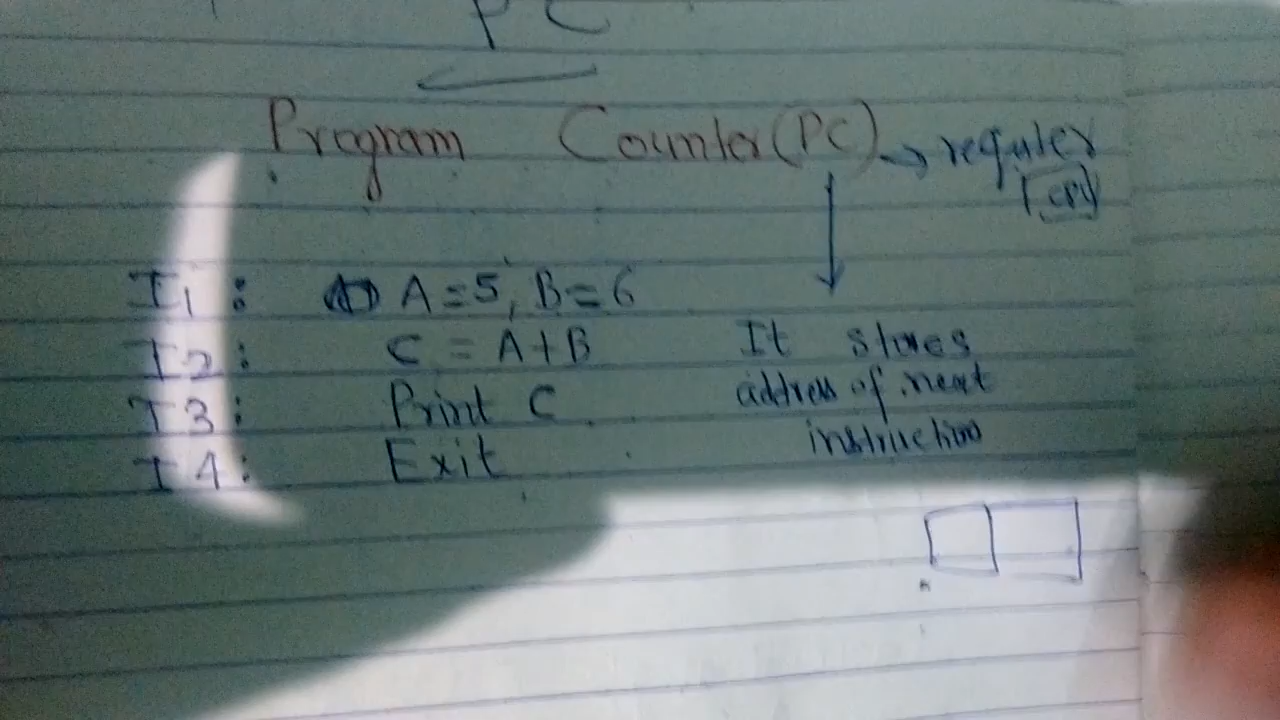 PC
Program Counter (PC) → reguler
(CPU)
I1: A = 5, B = 6
I2: C = A + B
I3: Print C
I4: Exit
It stores
address of next
instruction